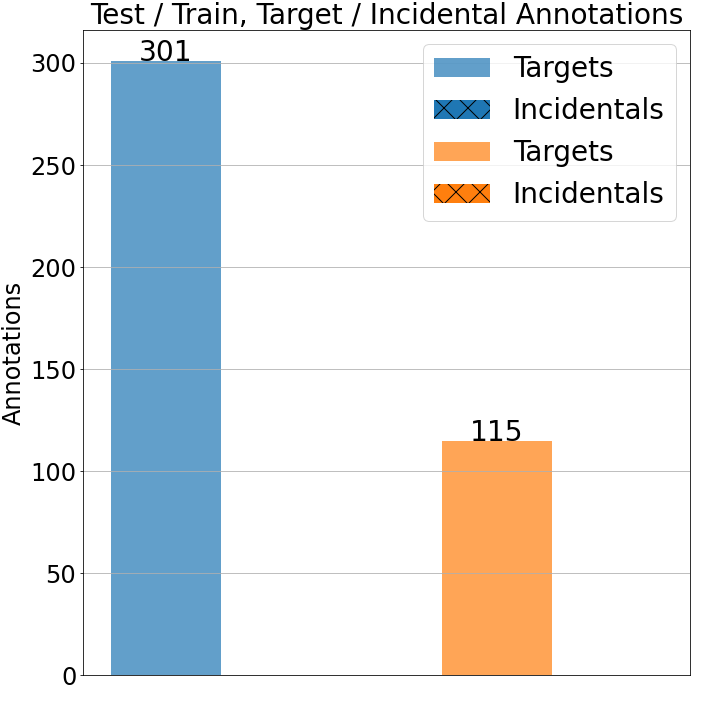 Test / Train, Target / Incidental Annotations
301
Targets
Incidentals
Targets
Incidentals
115
Annotations
300
250
200
150
100
50
0